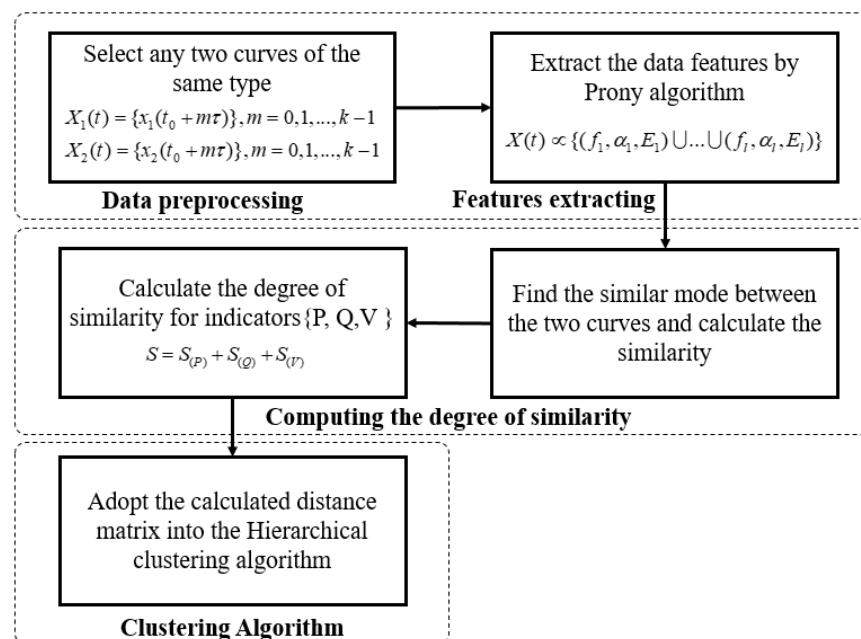 Select any two curves of the
same type
X₁(t) = {x₁(t₀ + mτ)}, m = 0,1,...,k −1
X₂(t) = {x₂(t₀ + mτ)}, m = 0,1,...,k −1
Data preprocessing
Extract the data features by
Prony algorithm
X(t) ∝ {(f₁,α₁,E₁)∪...∪(fₗ,αₗ,Eₗ)}
Features extracting
Find the similar mode between
the two curves and calculate the
similarity
Calculate the degree of
similarity for indicators{P, Q,V }
S = S₍P₎ + S₍Q₎ + S₍V₎
Computing the degree of similarity
Adopt the calculated distance
matrix into the Hierarchical
clustering algorithm
Clustering Algorithm